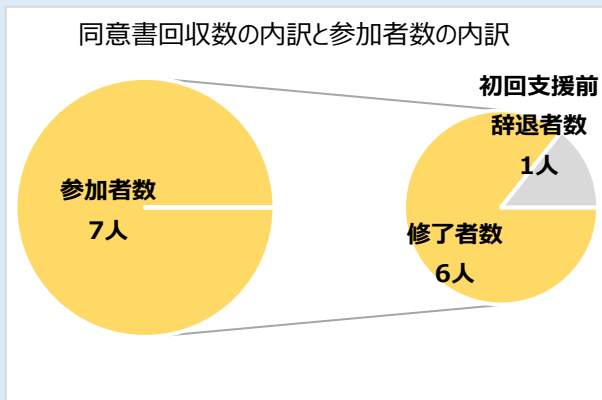 同意書回収数の内訳と参加者数の内訳
参加者数
7人
初回支援前
辞退者数
1人
修了者数
6人